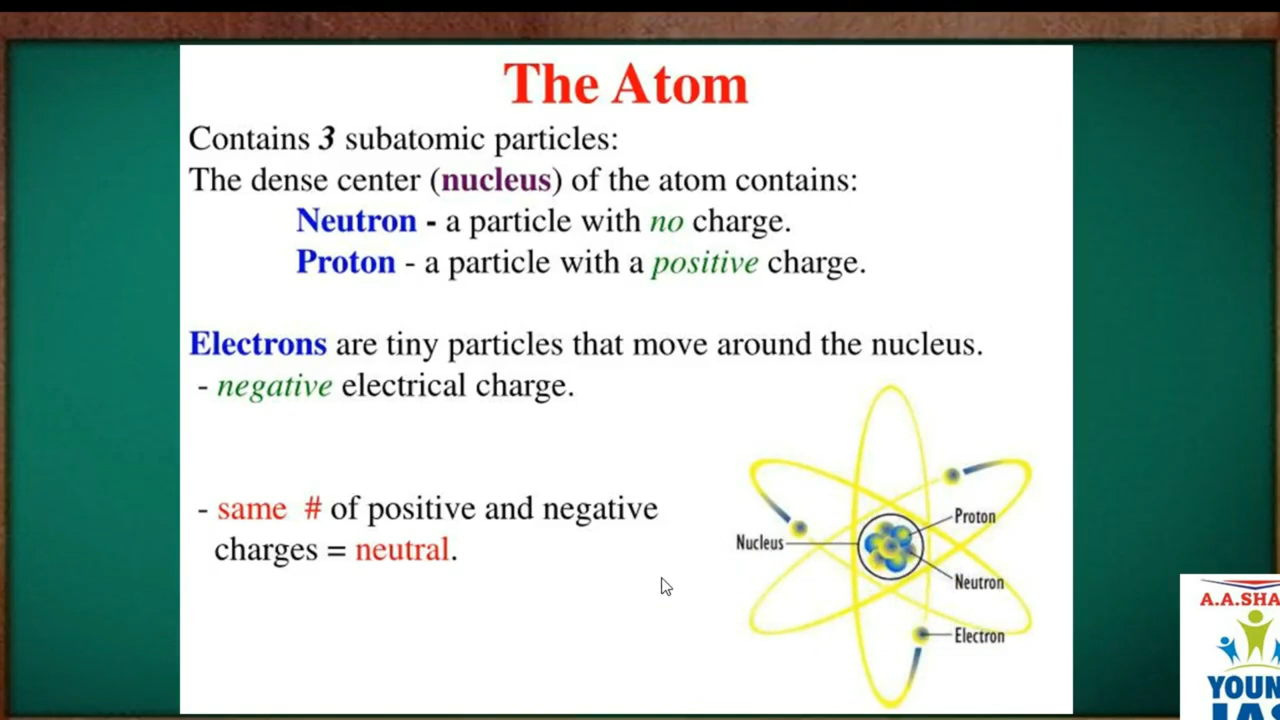 The Atom
Contains 3 subatomic particles:
The dense center (nucleus) of the atom contains:
Neutron - a particle with no charge.
Proton - a particle with a positive charge.
Electrons are tiny particles that move around the nucleus.
- negative electrical charge.
- same # of positive and negative
charges = neutral.
Proton
Nucleus
Neutron
Electron
A.A.SHA
YOUN
IAS